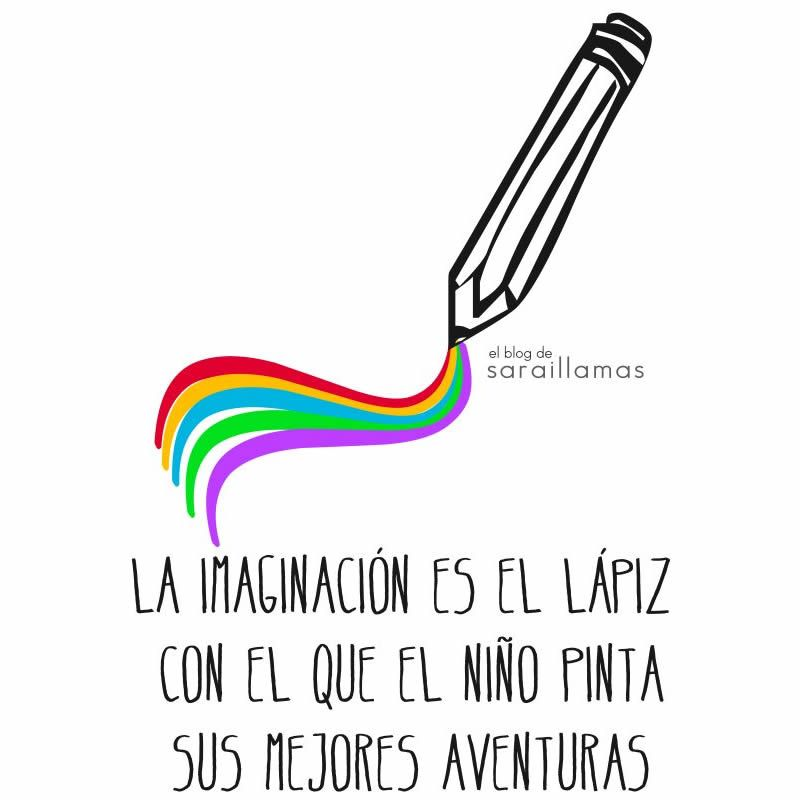 el blog de
saraillamas
LA IMAGINACIÓN ES EL LÁPIZ
CON EL QUE EL NIÑO PINTA
SUS MEJORES AVENTURAS